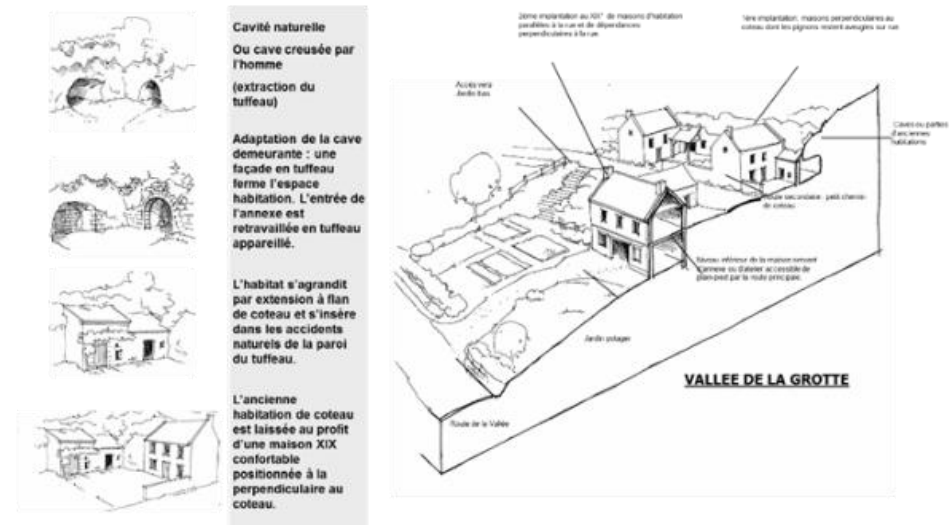 Cavité naturelle
Ou cave creusée par
l'homme
(extraction du
tuffeau)
Adaptation de la cave
demeurante : une
façade en tuffeau
ferme l'espace
habitation. L'entrée de
l'annexe est
retravaillée en tuffeau
appareillé.
L'habitat s'agrandit
par extension à flan
de coteau et s'insère
dans les accidents
naturels de la paroi
du tuffeau.
L'ancienne
habitation de coteau
est laissée au profit
d'une maison XIX
confortable
positionnée à la
perpendiculaire au
coteau.
2ème implantation au XIX° de maisons d'habitation
parallèles à la rue et de dépendances
perpendiculaires à la rue
1ère implantation, maisons perpendiculaires au
coteau dont les pignons restent aveugles sur rue
Accès vers
Jardin bas
Caves ou parties
d'anciennes
habitations
Route secondaire : petit chemin
de coteau
Niveau inférieur de la maison servant
d'annexe ou d'atelier accessible de
plain-pied par la route principale.
Jardin potager
VALLEE DE LA GROTTE
Route de la Vallée